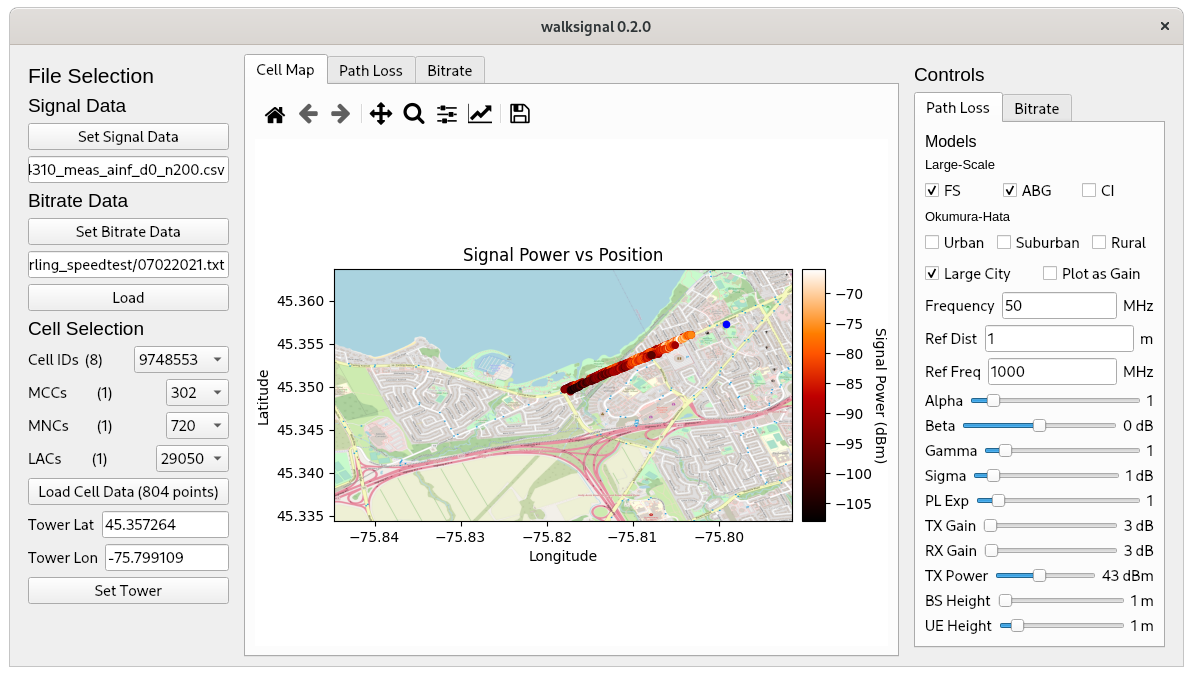 walksignal 0.2.0
File Selection
Signal Data
Set Signal Data
4310_meas_ainf_d0_n200.csv
Bitrate Data
Set Bitrate Data
rling_speedtest/07022021.txt
Load
Cell Selection
Cell IDs (8) 9748553
MCCs (1) 302
MNCs (1) 720
LACs (1) 29050
Load Cell Data (804 points)
Tower Lat 45.357264
Tower Lon -75.799109
Set Tower
Cell Map Path Loss Bitrate
Signal Power vs Position
45.360
45.355
45.350
45.345
45.340
45.335
Latitude
−75.84 −75.83 −75.82 −75.81 −75.80
Longitude
−70
−75
−80
−85
−90
−95
−100
−105
Signal Power (dBm)
Controls
Path Loss Bitrate
Models
Large-Scale
FS ABG CI
Okumura-Hata
Urban Suburban Rural
Large City Plot as Gain
Frequency 50 MHz
Ref Dist 1 m
Ref Freq 1000 MHz
Alpha 1
Beta 0 dB
Gamma 1
Sigma 1 dB
PL Exp 1
TX Gain 3 dB
RX Gain 3 dB
TX Power 43 dBm
BS Height 1 m
UE Height 1 m